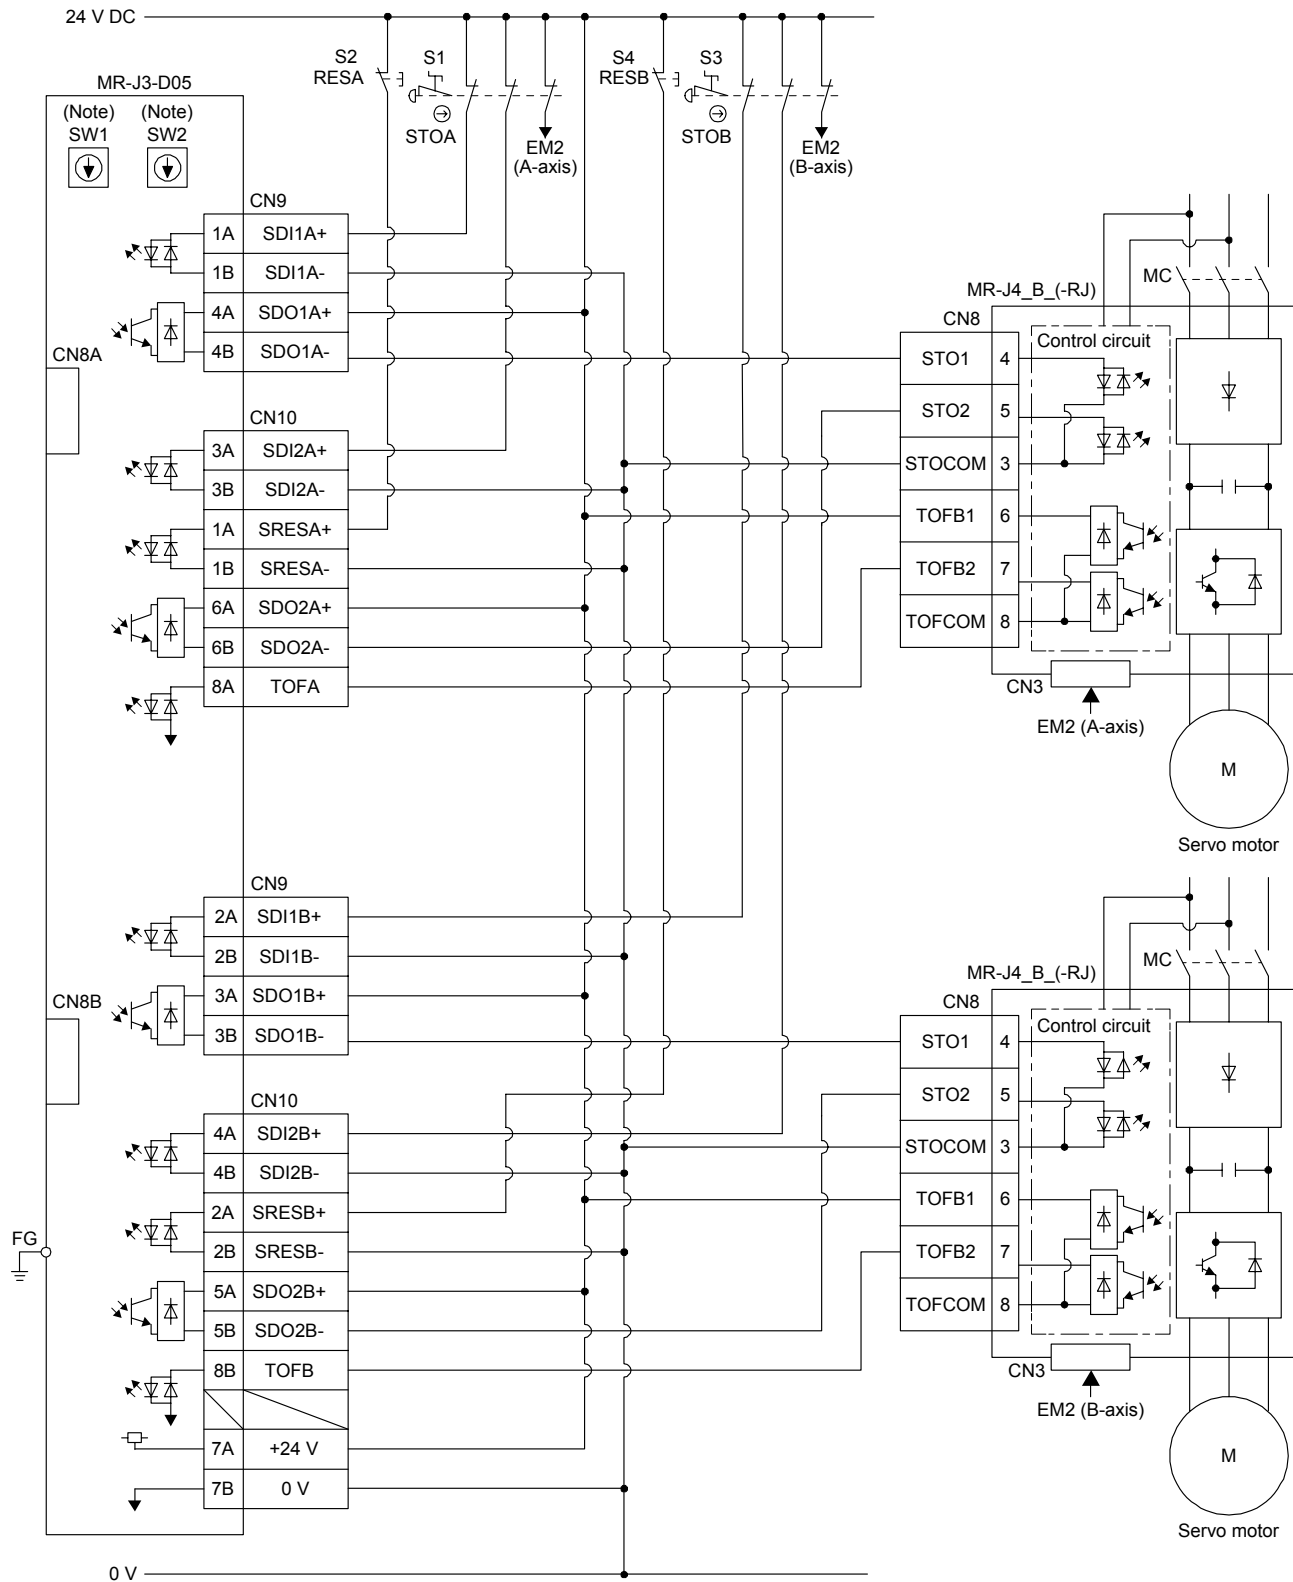 24 V DC
S2
RESA
S1
STOA
EM2
(A-axis)
S4
RESB
S3
STOB
EM2
(B-axis)
MR-J3-D05
(Note)
SW1
(Note)
SW2
CN9
1A SDI1A+
1B SDI1A-
4A SDO1A+
4B SDO1A-
CN8A
CN10
3A SDI2A+
3B SDI2A-
1A SRESA+
1B SRESA-
6A SDO2A+
6B SDO2A-
8A TOFA
MC
MR-J4_B_(-RJ)
CN8
Control circuit
STO1 4
STO2 5
STOCOM 3
TOFB1 6
TOFB2 7
TOFCOM 8
CN3
EM2 (A-axis)
M
Servo motor
CN9
2A SDI1B+
2B SDI1B-
3A SDO1B+
3B SDO1B-
CN8B
CN10
4A SDI2B+
4B SDI2B-
2A SRESB+
2B SRESB-
5A SDO2B+
5B SDO2B-
8B TOFB
7A +24 V
7B 0 V
FG
MC
MR-J4_B_(-RJ)
CN8
Control circuit
STO1 4
STO2 5
STOCOM 3
TOFB1 6
TOFB2 7
TOFCOM 8
CN3
EM2 (B-axis)
M
Servo motor
0 V